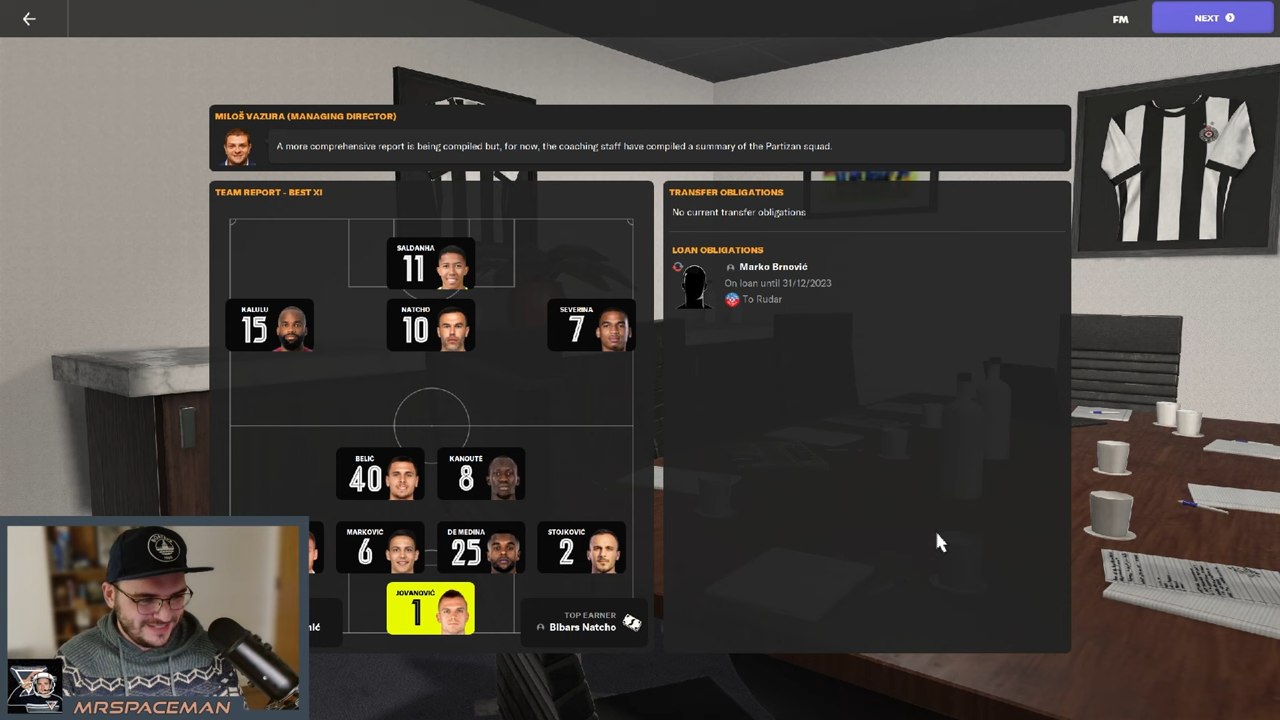 FM
NEXT
MILOŠ VAZURA (MANAGING DIRECTOR)
A more comprehensive report is being compiled but, for now, the coaching staff have compiled a summary of the Partizan squad.
TEAM REPORT - BEST XI
SALDANHA
11
KALULU
15
NATCHO
10
SEVERINA
7
BELIĆ
40
KANOUTE
8
MARKOVIĆ
6
DE MEDINA
25
STOJKOVIĆ
2
JOVANOVIĆ
1
TOP EARNER
Bibars Natcho
TRANSFER OBLIGATIONS
No current transfer obligations
LOAN OBLIGATIONS
Marko Brnović
On loan until 31/12/2023
To Rudar
MRSPACEMAN